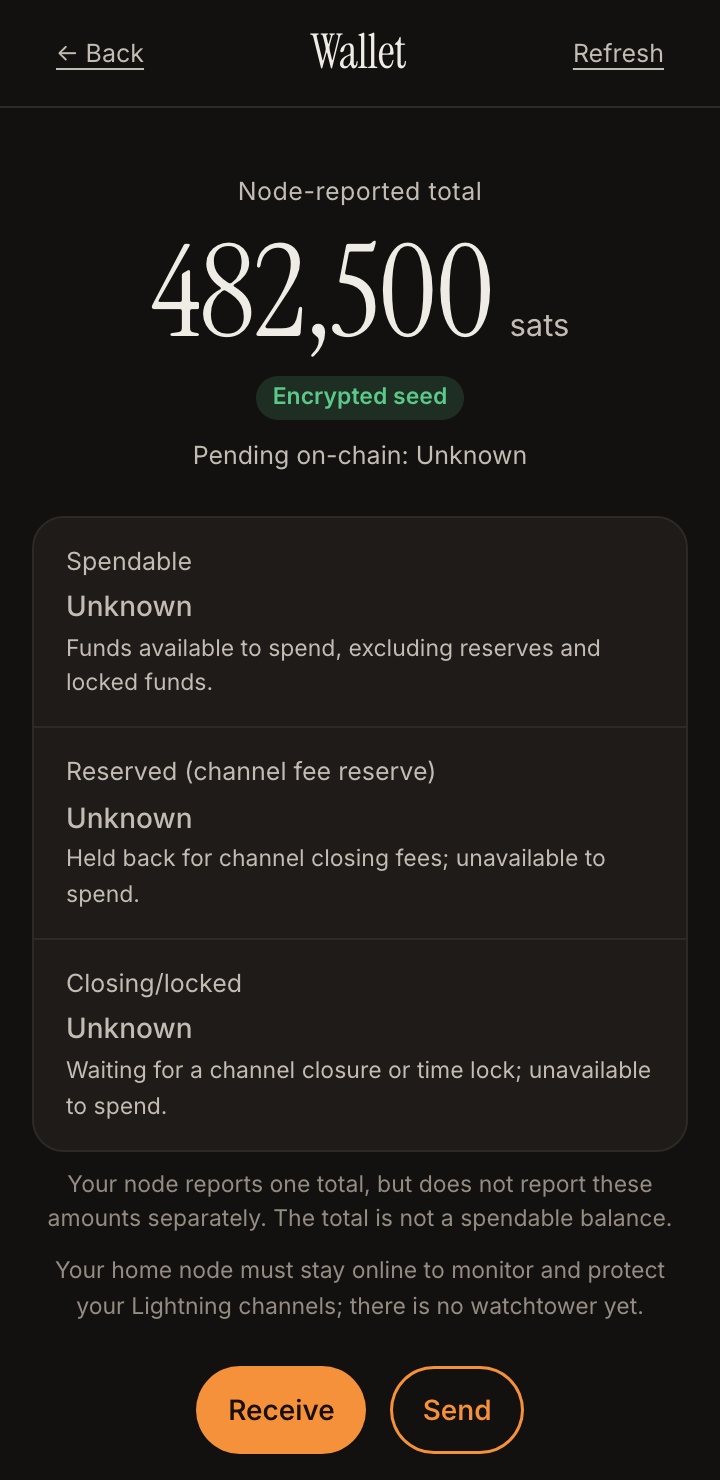 ← Back
Wallet
Refresh
Node-reported total
482,500 sats
Encrypted seed
Pending on-chain: Unknown
Spendable
Unknown
Funds available to spend, excluding reserves and
locked funds.
Reserved (channel fee reserve)
Unknown
Held back for channel closing fees; unavailable to
spend.
Closing/locked
Unknown
Waiting for a channel closure or time lock; unavailable
to spend.
Your node reports one total, but does not report these
amounts separately. The total is not a spendable balance.
Your home node must stay online to monitor and protect
your Lightning channels; there is no watchtower yet.
Receive
Send